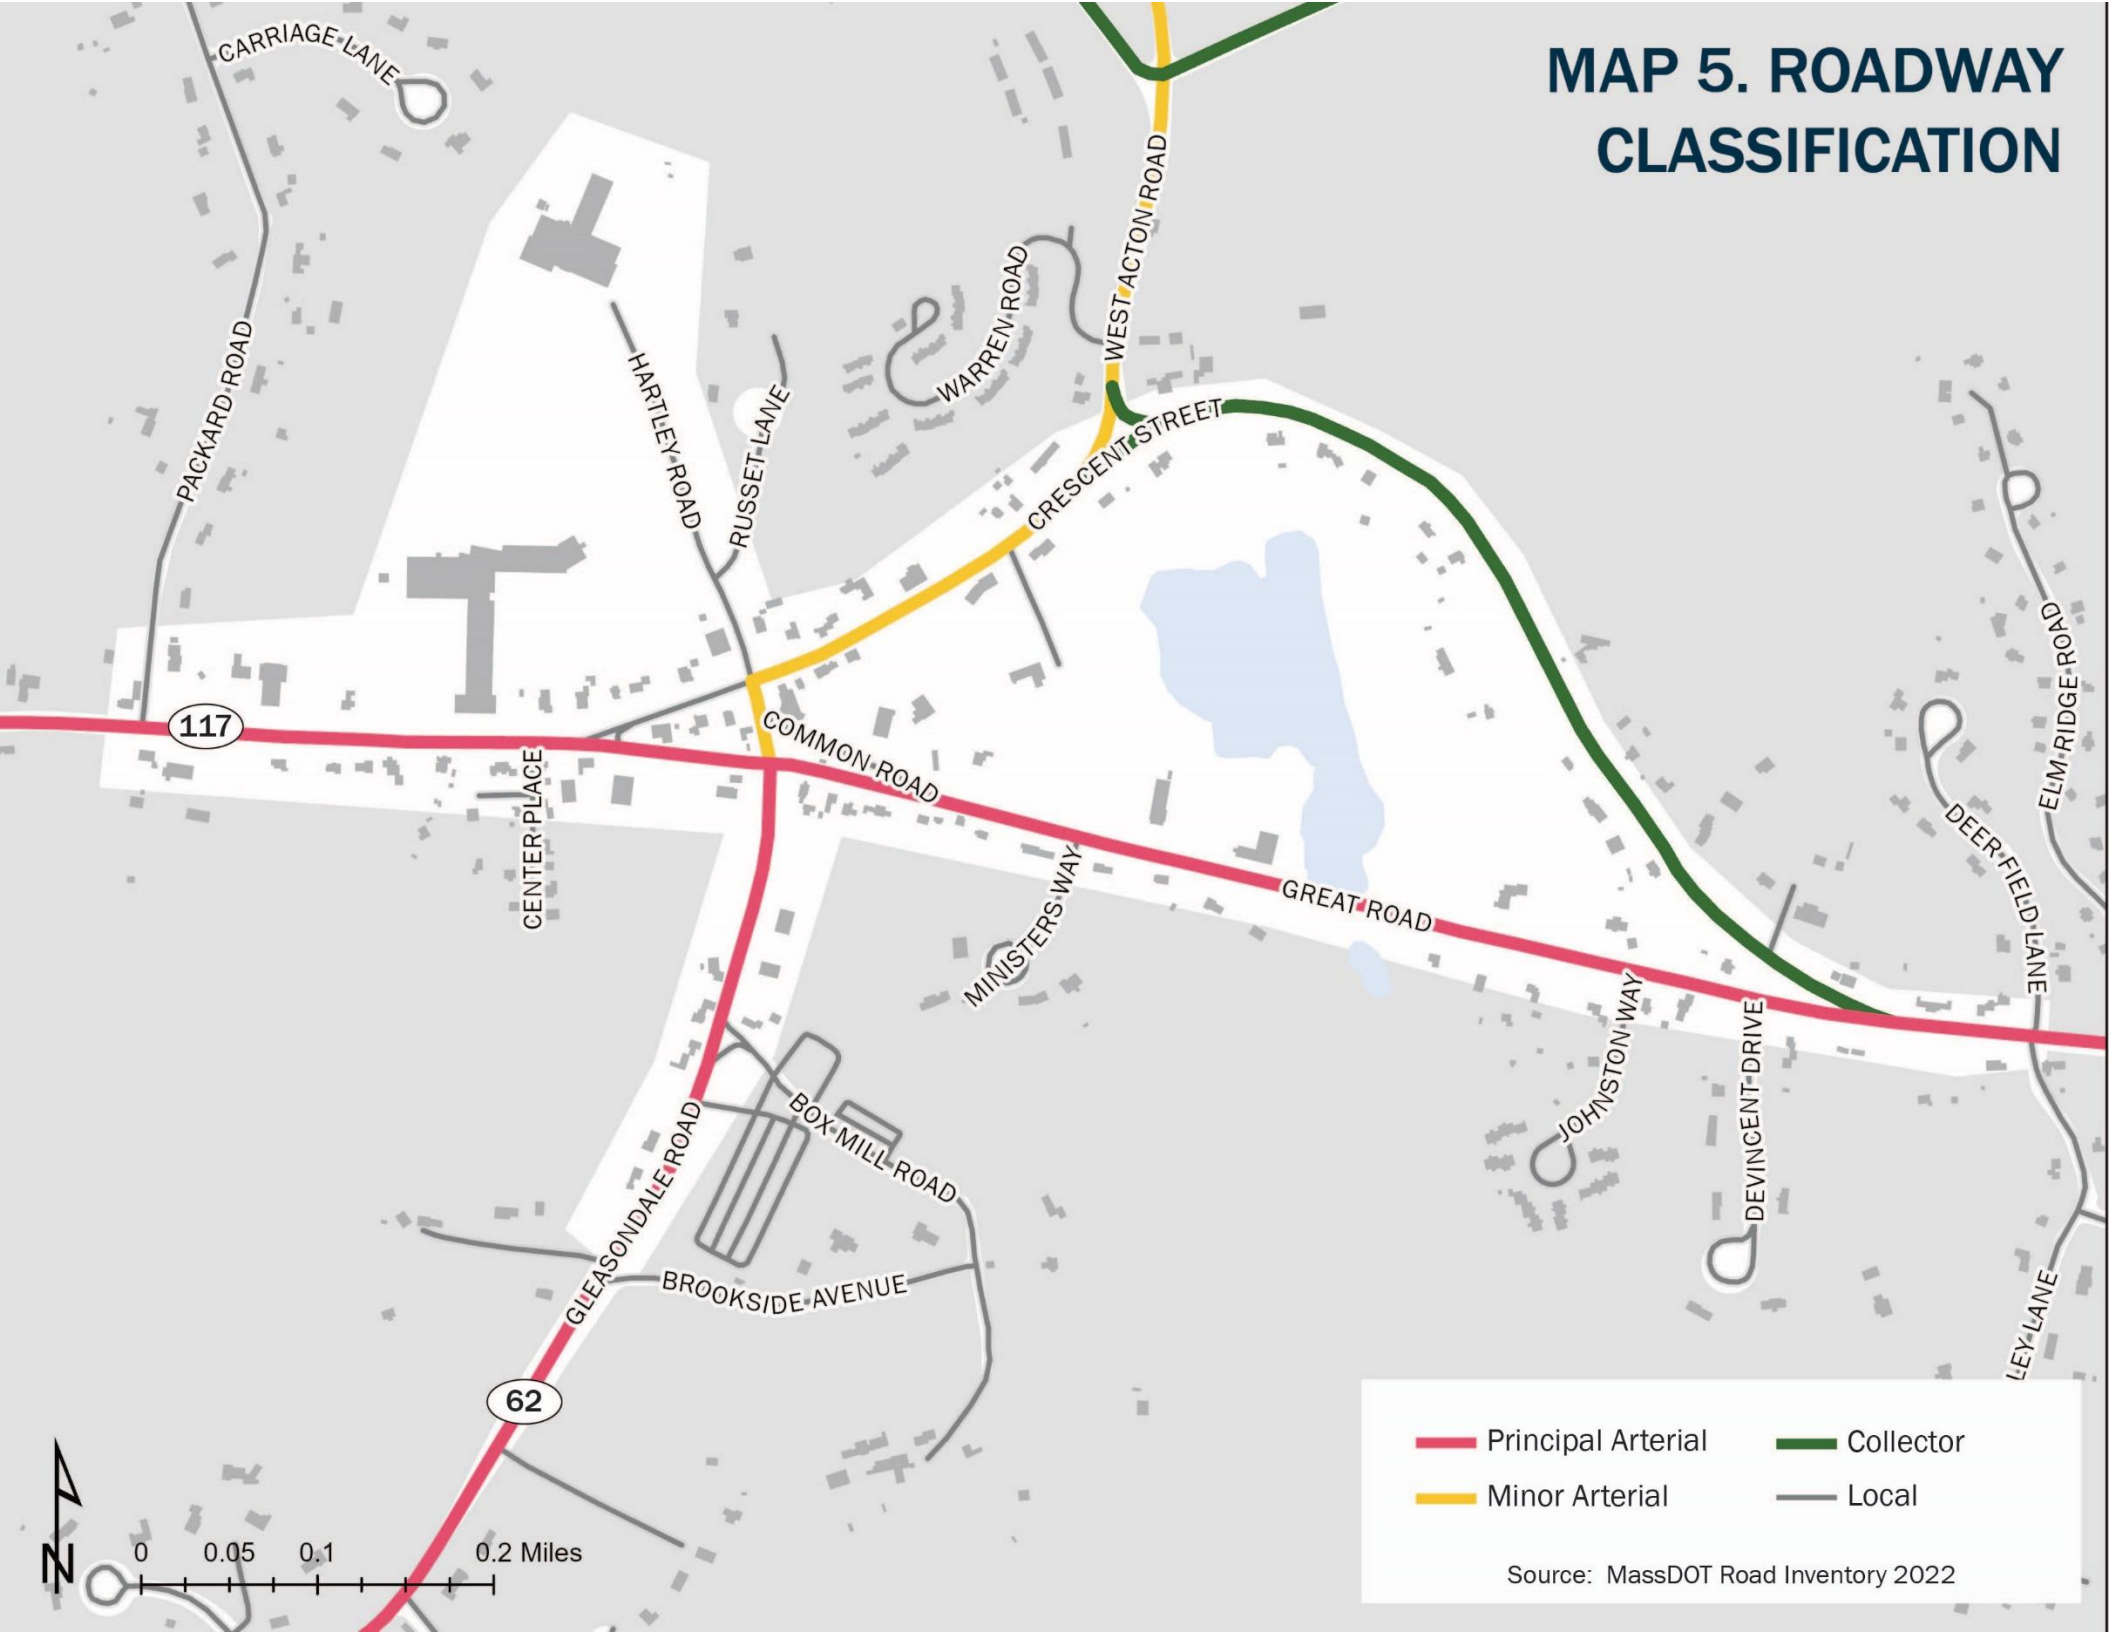 MAP 5. ROADWAY
CLASSIFICATION
CARRIAGE LANE
WEST ACTON ROAD
WARREN ROAD
PACKARD ROAD
HARTLEY ROAD
RUSSET LANE
CRESCENT STREET
117
COMMON ROAD
CENTER PLACE
MINISTERS WAY
GREAT ROAD
ELM RIDGE ROAD
DEERFIELD LANE
JOHNSTON WAY
DEVINCENT DRIVE
BOX MILL ROAD
GLEASONDALE ROAD
BROOKSIDE AVENUE
LEY LANE
62
Principal Arterial
Collector
Minor Arterial
Local
Source: MassDOT Road Inventory 2022
N
0 0.05 0.1 0.2 Miles